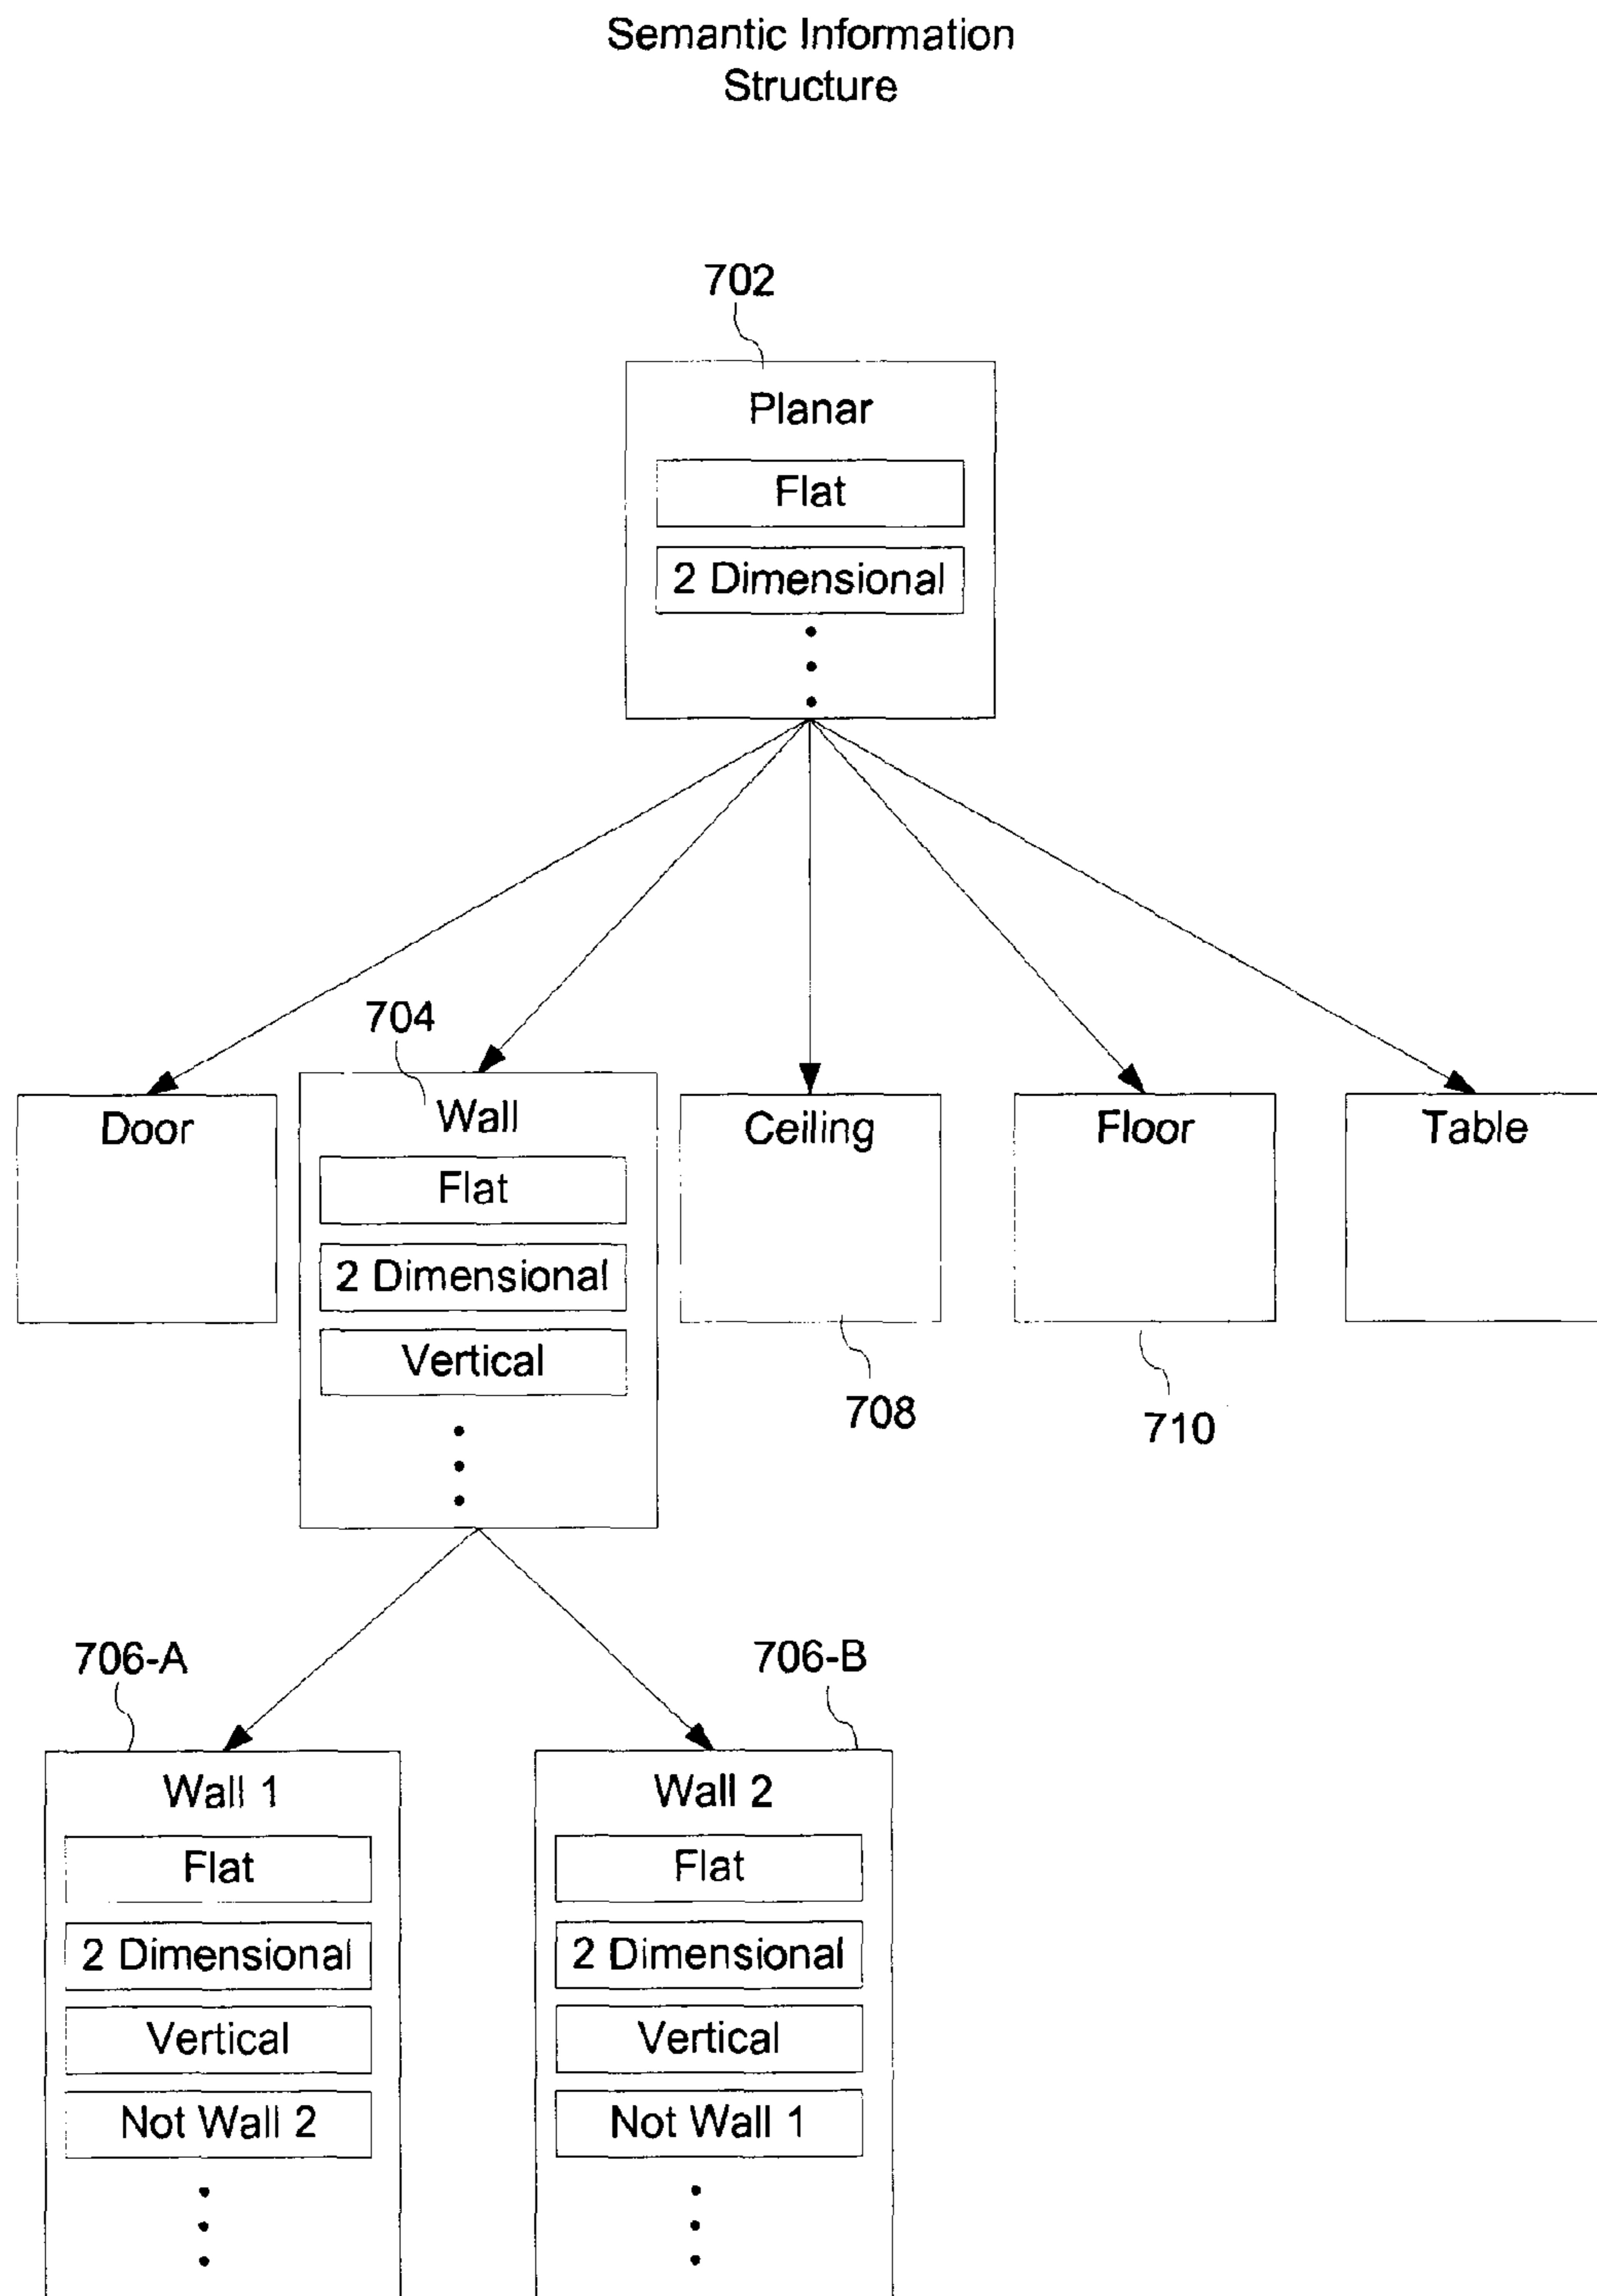 Semantic Information
Structure
702
Planar
Flat
2 Dimensional
704
Door
Wall
Ceiling
Floor
Table
Flat
2 Dimensional
Vertical
708
710
706-A
706-B
Wall 1
Flat
2 Dimensional
Vertical
Not Wall 2
Wall 2
Flat
2 Dimensional
Vertical
Not Wall 1